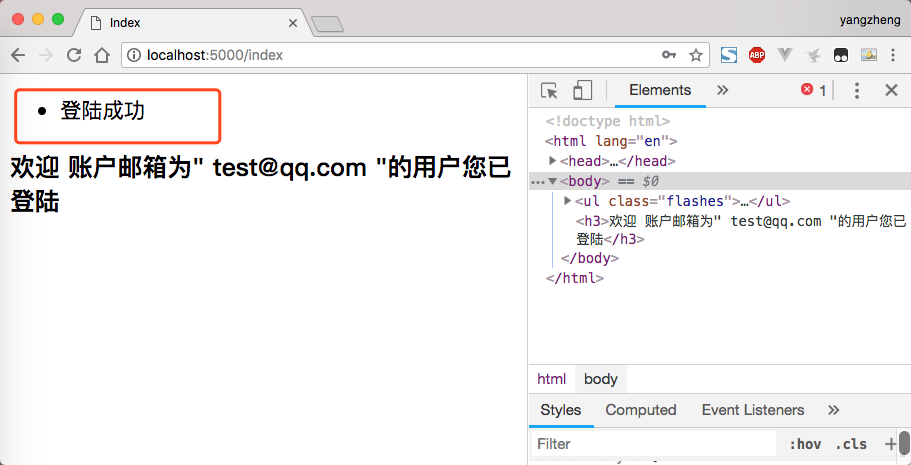 Index
yangzheng
localhost:5000/index
ABP
登陆成功
欢迎 账户邮箱为" test@qq.com "的用户您已
登陆
Elements
1
<!doctype html>
<html lang="en">
<head>…</head>
<body> == $0
<ul class="flashes">…</ul>
<h3>欢迎 账户邮箱为" test@qq.com "的用户您已
登陆</h3>
</body>
</html>
html body
Styles Computed Event Listeners
Filter :hov .cls